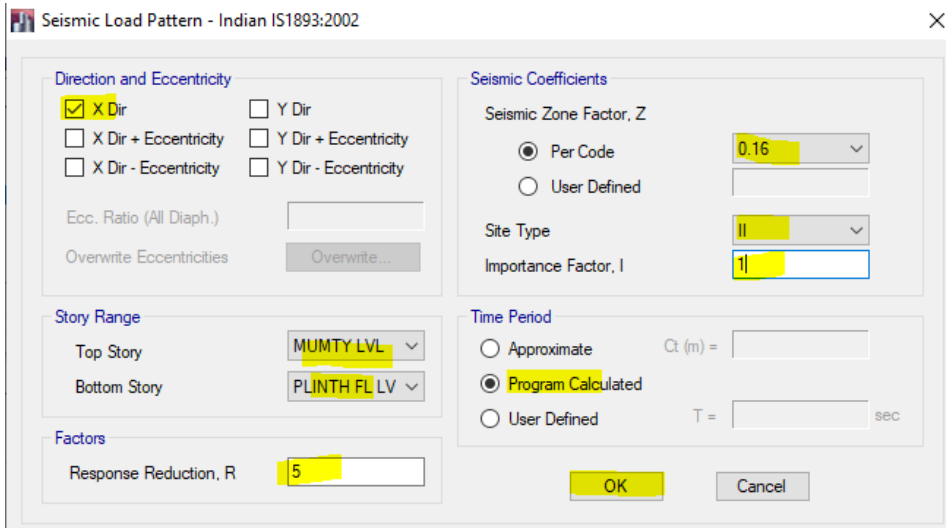 Seismic Load Pattern - Indian IS1893:2002
Direction and Eccentricity
X Dir
Y Dir
X Dir + Eccentricity
Y Dir + Eccentricity
X Dir - Eccentricity
Y Dir - Eccentricity
Ecc. Ratio (All Diaph.)
Overwrite Eccentricities
Overwrite...
Story Range
Top Story
MUMTY LVL
Bottom Story
PLINTH FL LV
Factors
Response Reduction, R
5
Seismic Coefficients
Seismic Zone Factor, Z
Per Code
0.16
User Defined
Site Type
II
Importance Factor, I
1
Time Period
Approximate
Ct (m) =
Program Calculated
User Defined
T =
sec
OK
Cancel